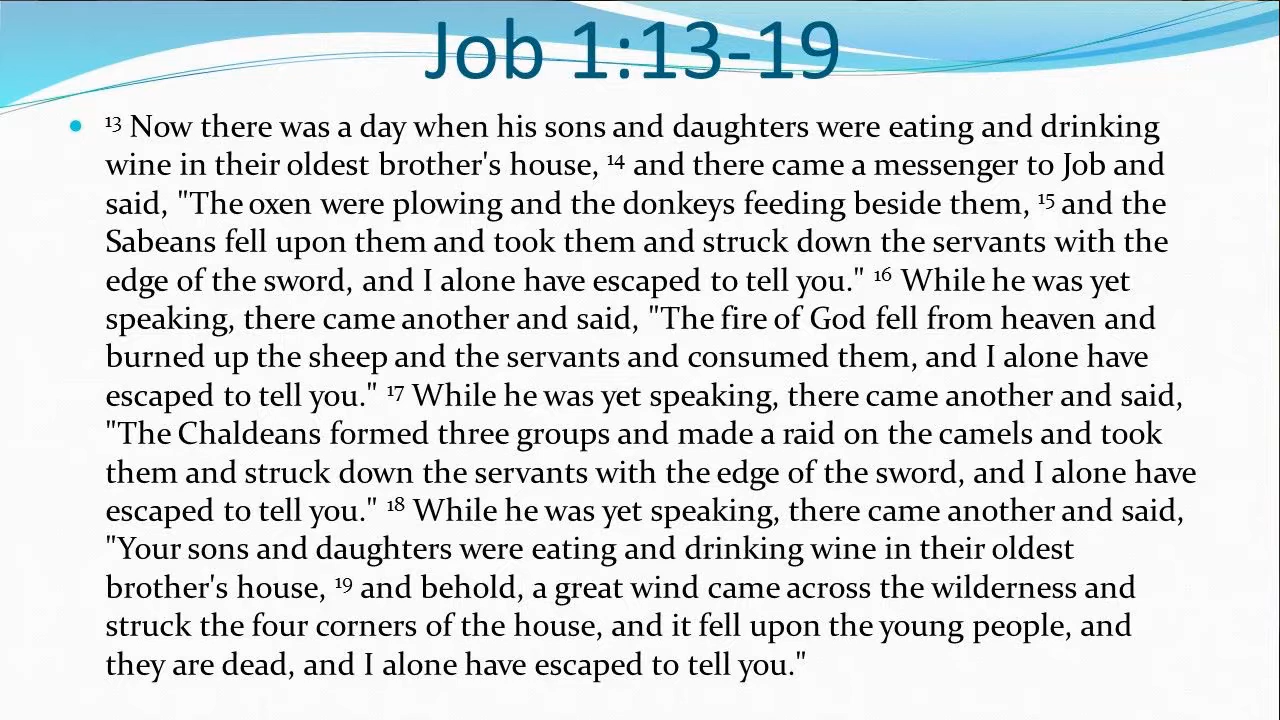 Job 1:13-19
• 13 Now there was a day when his sons and daughters were eating and drinking
wine in their oldest brother's house, 14 and there came a messenger to Job and
said, "The oxen were plowing and the donkeys feeding beside them, 15 and the
Sabeans fell upon them and took them and struck down the servants with the
edge of the sword, and I alone have escaped to tell you." 16 While he was yet
speaking, there came another and said, "The fire of God fell from heaven and
burned up the sheep and the servants and consumed them, and I alone have
escaped to tell you." 17 While he was yet speaking, there came another and said,
"The Chaldeans formed three groups and made a raid on the camels and took
them and struck down the servants with the edge of the sword, and I alone have
escaped to tell you." 18 While he was yet speaking, there came another and said,
"Your sons and daughters were eating and drinking wine in their oldest
brother's house, 19 and behold, a great wind came across the wilderness and
struck the four corners of the house, and it fell upon the young people, and
they are dead, and I alone have escaped to tell you."